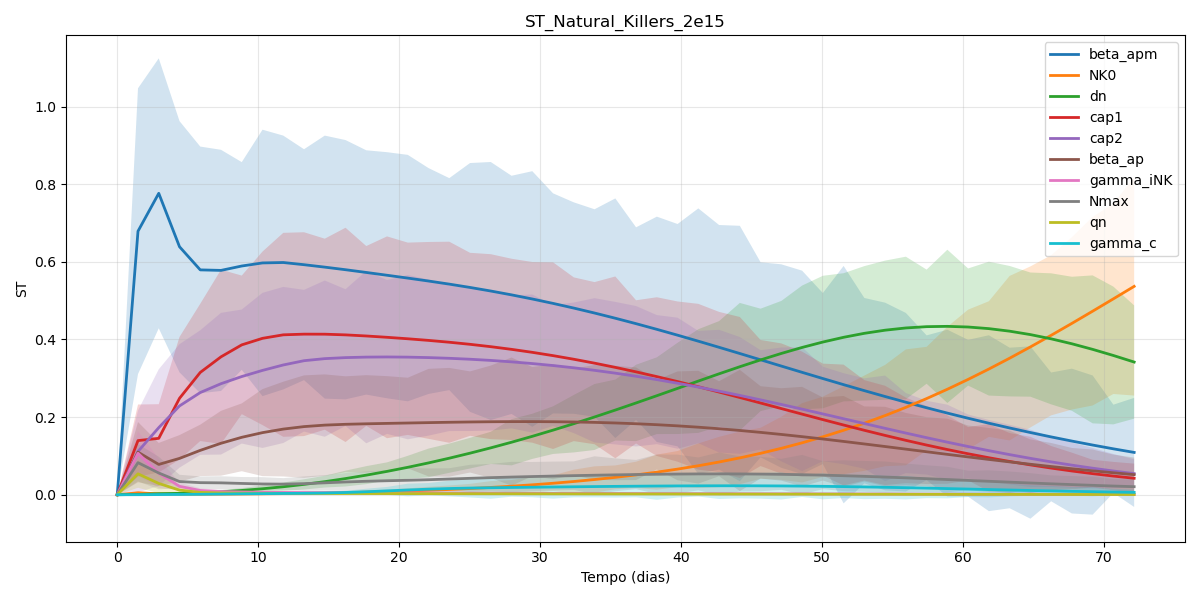 ST_Natural_Killers_2e15
ST
1.0
0.8
0.6
0.4
0.2
0.0
0 10 20 30 40 50 60 70
Tempo (dias)
beta_apm
NK0
dn
cap1
cap2
beta_ap
gamma_iNK
Nmax
qn
gamma_c